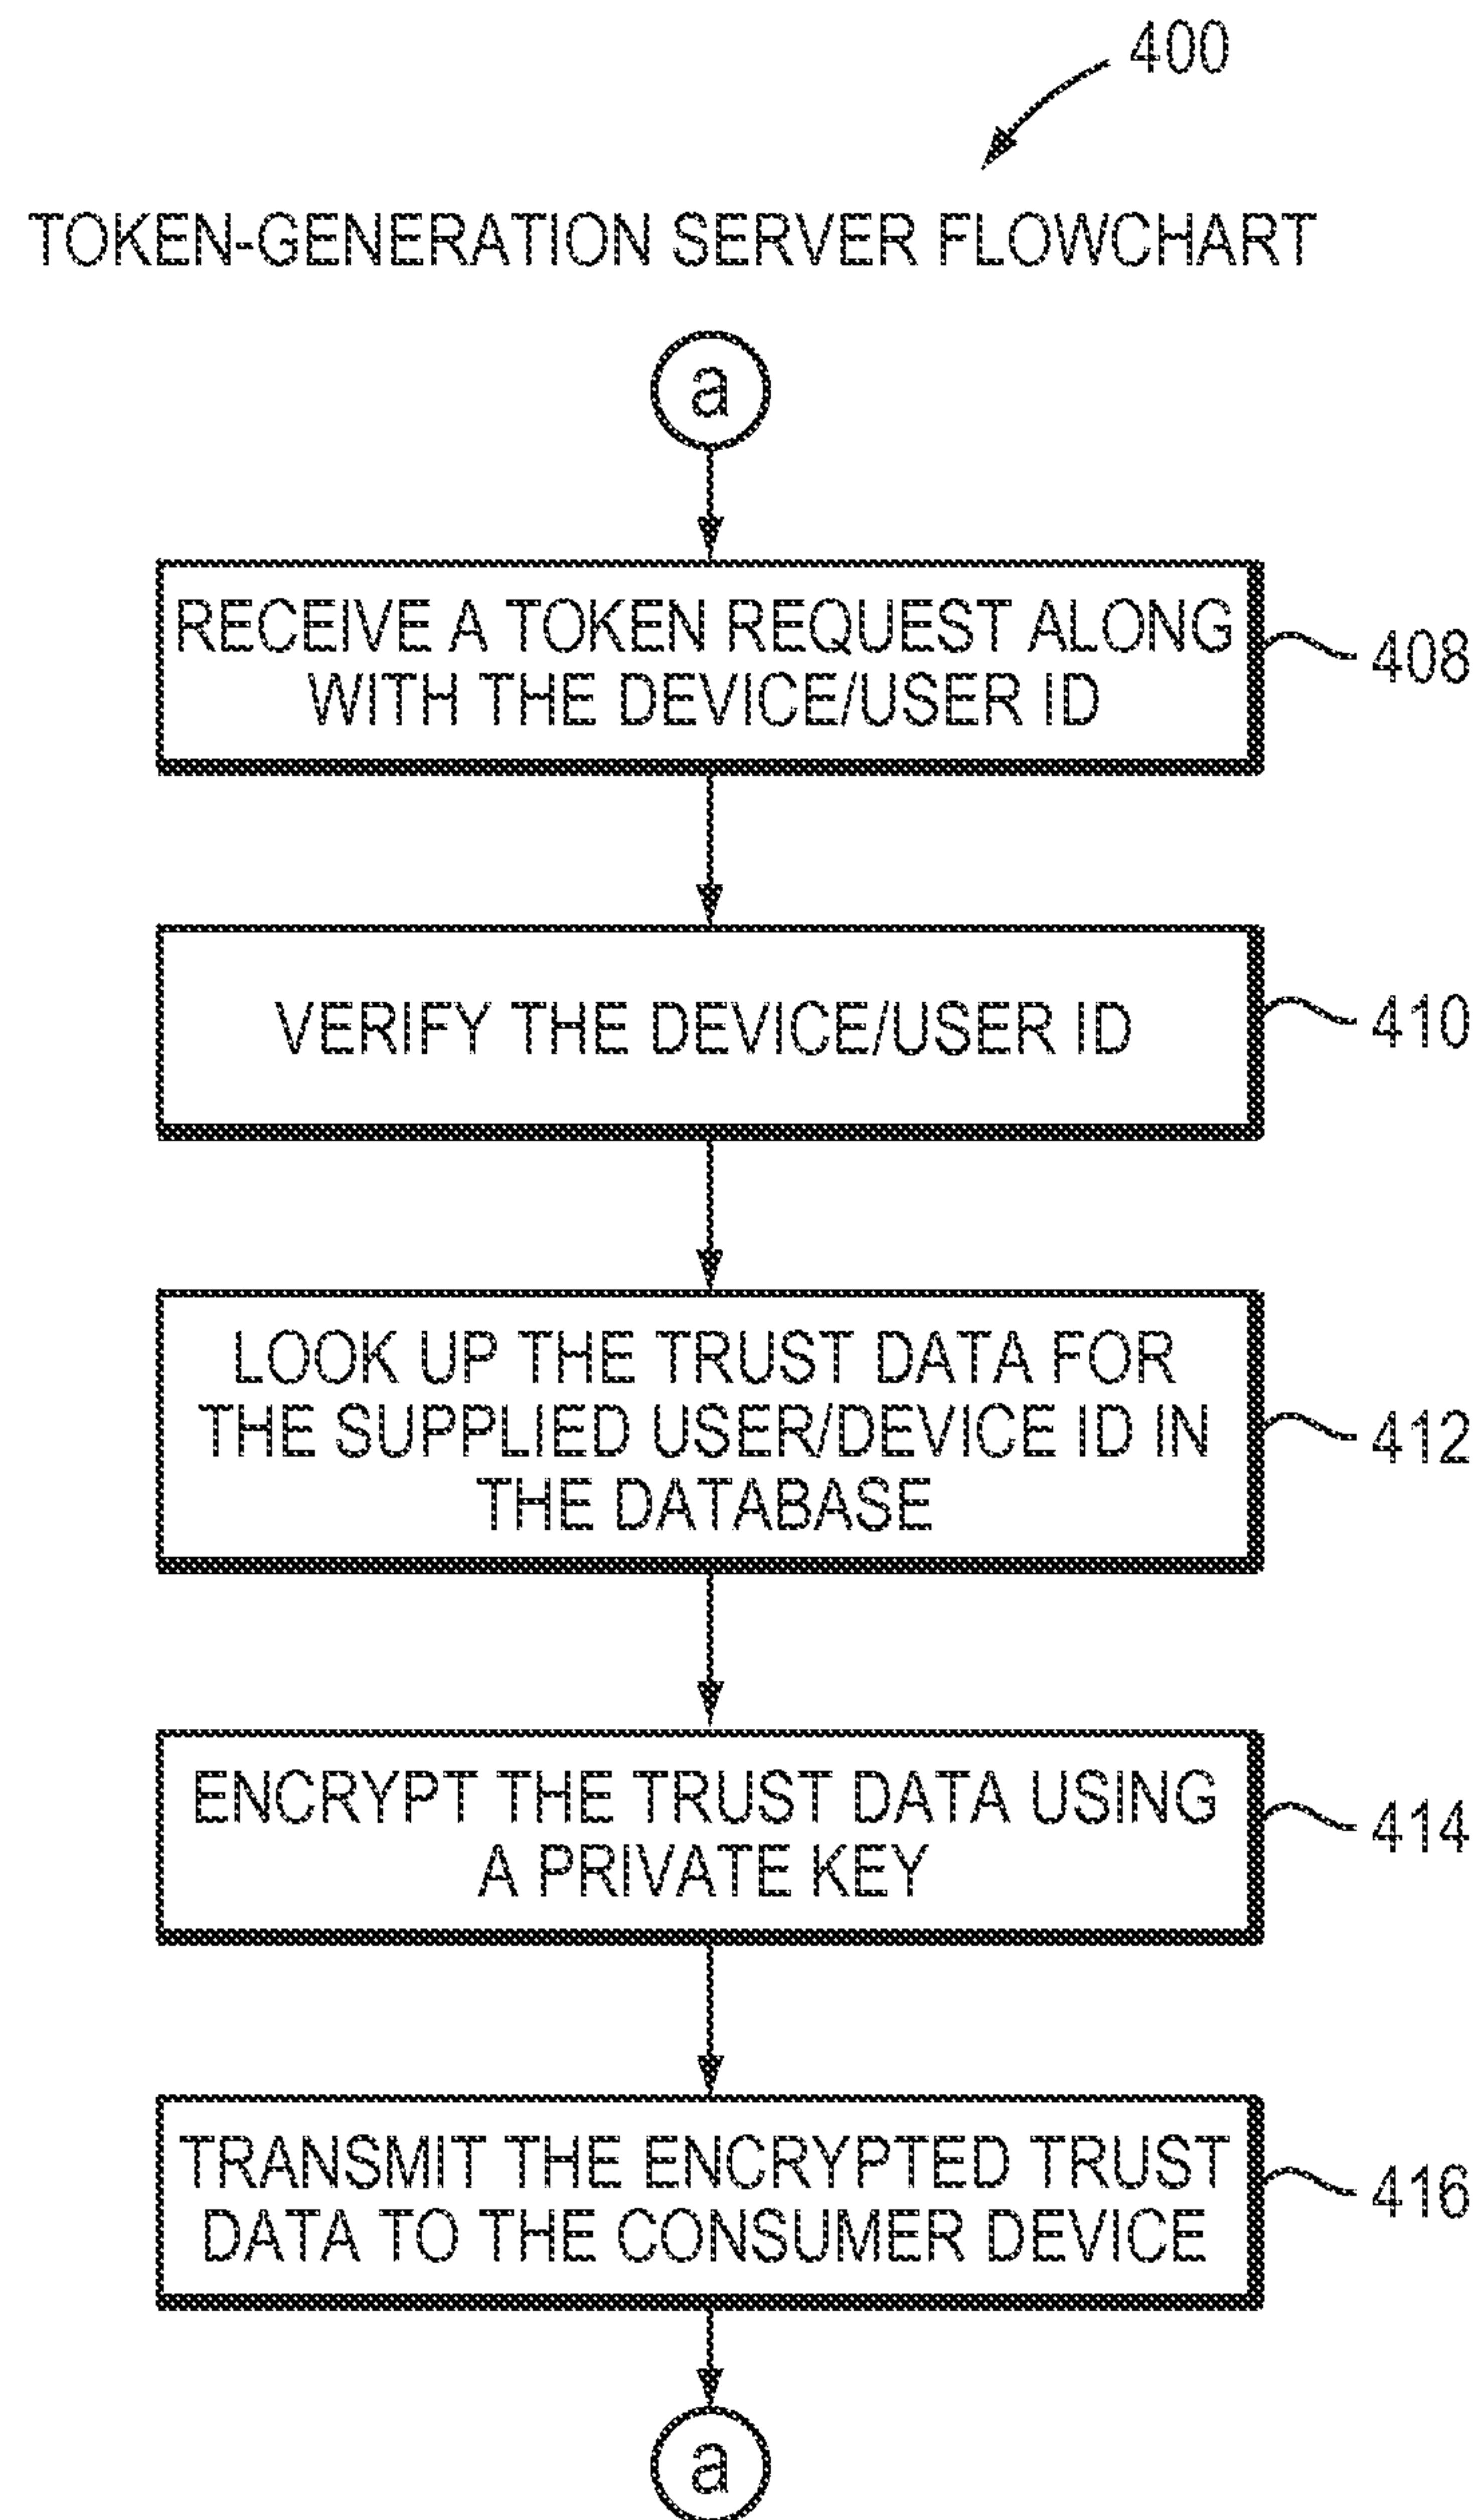 400
TOKEN-GENERATION SERVER FLOWCHART
a
RECEIVE A TOKEN REQUEST ALONG
WITH THE DEVICE/USER ID
408
VERIFY THE DEVICE/USER ID
410
LOOK UP THE TRUST DATA FOR
THE SUPPLIED USER/DEVICE ID IN
THE DATABASE
412
ENCRYPT THE TRUST DATA USING
A PRIVATE KEY
414
TRANSMIT THE ENCRYPTED TRUST
DATA TO THE CONSUMER DEVICE
416
a